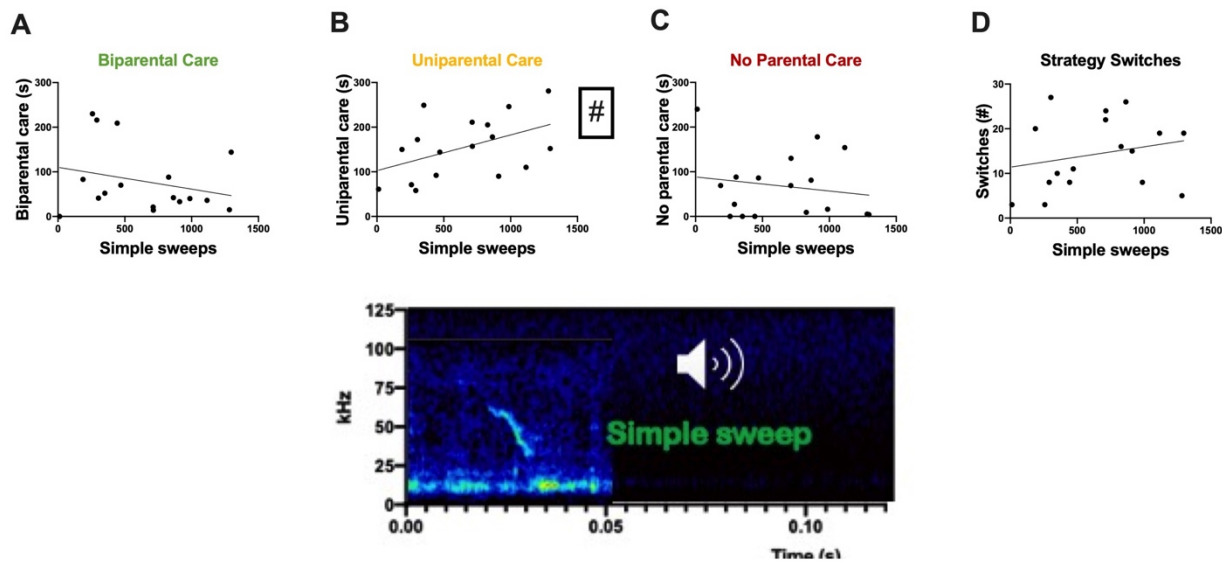 A
Biparental Care
Biparental care (s)
300
200
100
0
0
500
1000
1500
Simple sweeps
B
Uniparental Care
Uniparental care (s)
300
200
100
0
0
500
1000
1500
Simple sweeps
#
C
No Parental Care
No parental care (s)
300
200
100
0
0
500
1000
1500
Simple sweeps
D
Strategy Switches
Switches (#)
30
20
10
0
0
500
1000
1500
Simple sweeps
kHz
125
100
75
50
25
0
Simple sweep
0.00
0.05
0.10
Time (s)